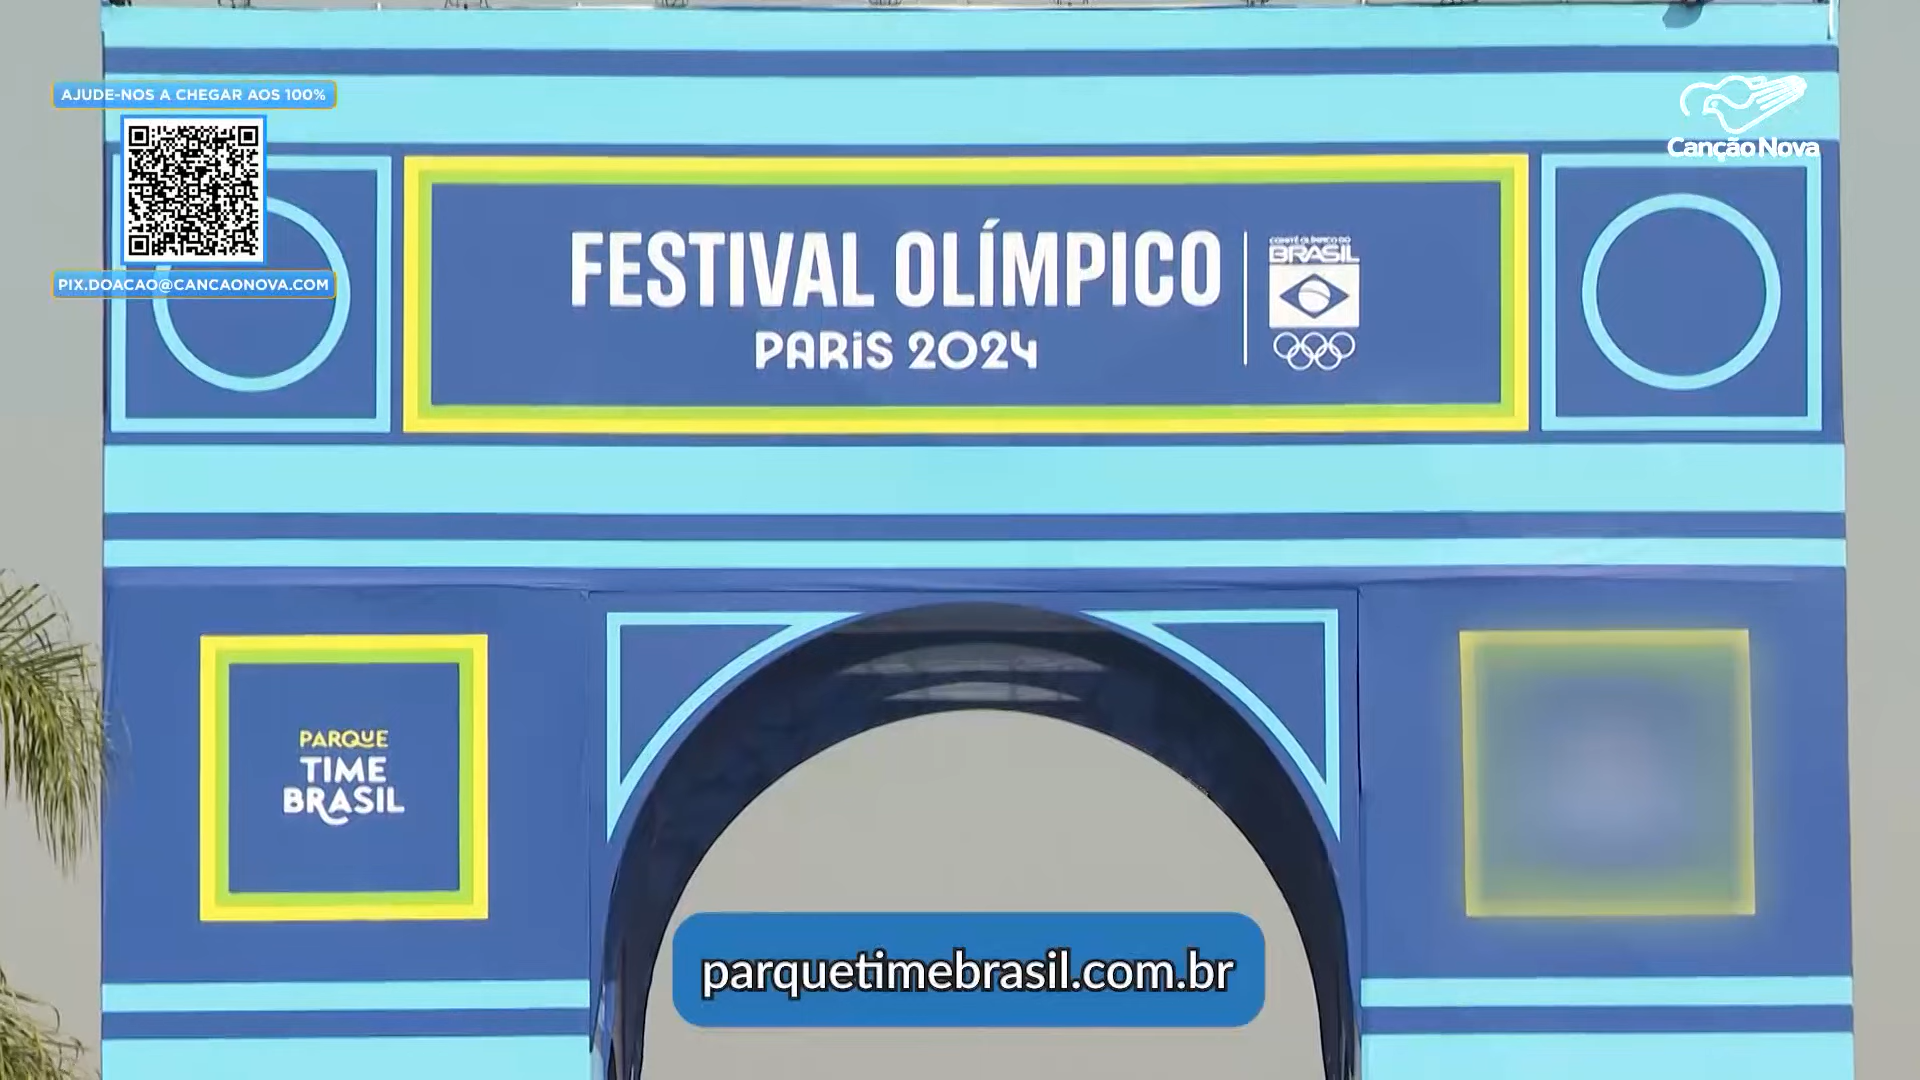 AJUDE-NOS A CHEGAR AOS 100%
PIX.DOACAO@CANCAONOVA.COM
Canção Nova
FESTIVAL OLÍMPICO
PARIS 2024
COMITÊ OLÍMPICO DO
BRASIL
PARQUE
TIME
BRASIL
parquetimebrasil.com.br